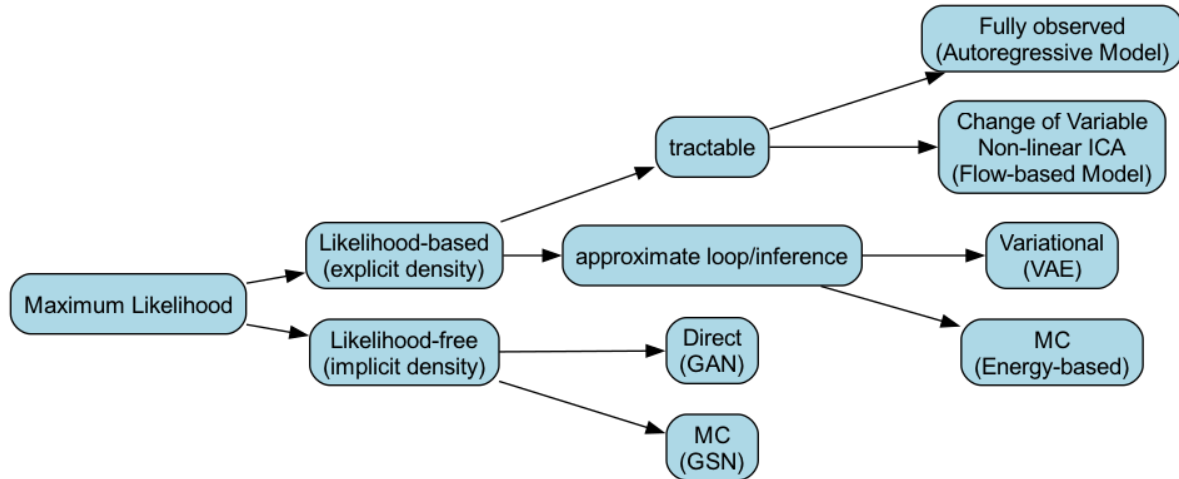 Fully observed
(Autoregressive Model)
Change of Variable
Non-linear ICA
(Flow-based Model)
tractable
Likelihood-based
(explicit density)
approximate loop/inference
Variational
(VAE)
Maximum Likelihood
Likelihood-free
(implicit density)
Direct
(GAN)
MC
(Energy-based)
MC
(GSN)